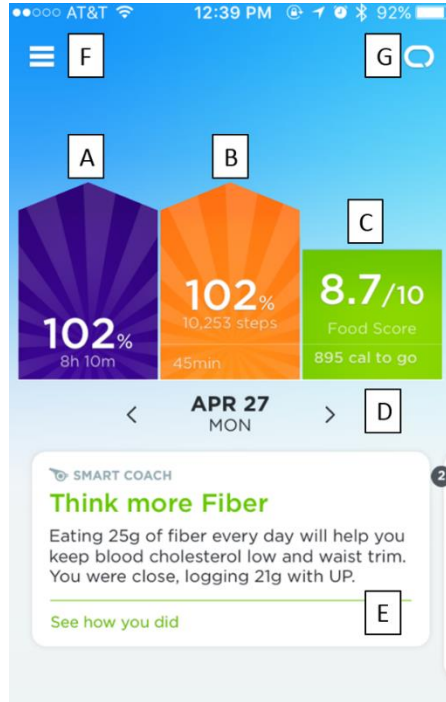 AT&T 12:39 PM 92%
F G
A B
C
102%
8h 10m
102%
10,253 steps
45min
8.7/10
Food Score
895 cal to go
APR 27
MON
D
SMART COACH
2
Think more Fiber
Eating 25g of fiber every day will help you
keep blood cholesterol low and waist trim.
You were close, logging 21g with UP.
See how you did
E